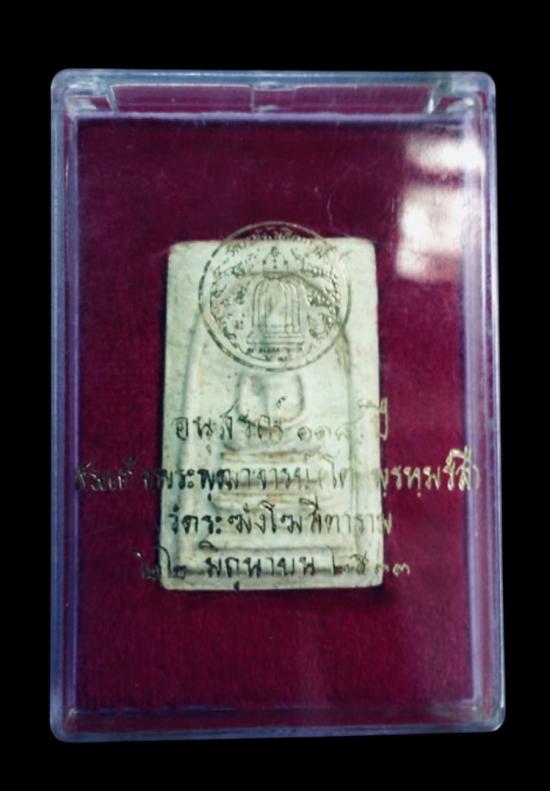 อนุสรณ์ ๑๑๘ ปี
สมเด็จพระพุฒาจารย์ (โต พฺรหฺมรํสี)
วัดระฆังโฆสิตาราม
๒๒ มิถุนายน ๒๕๓๓